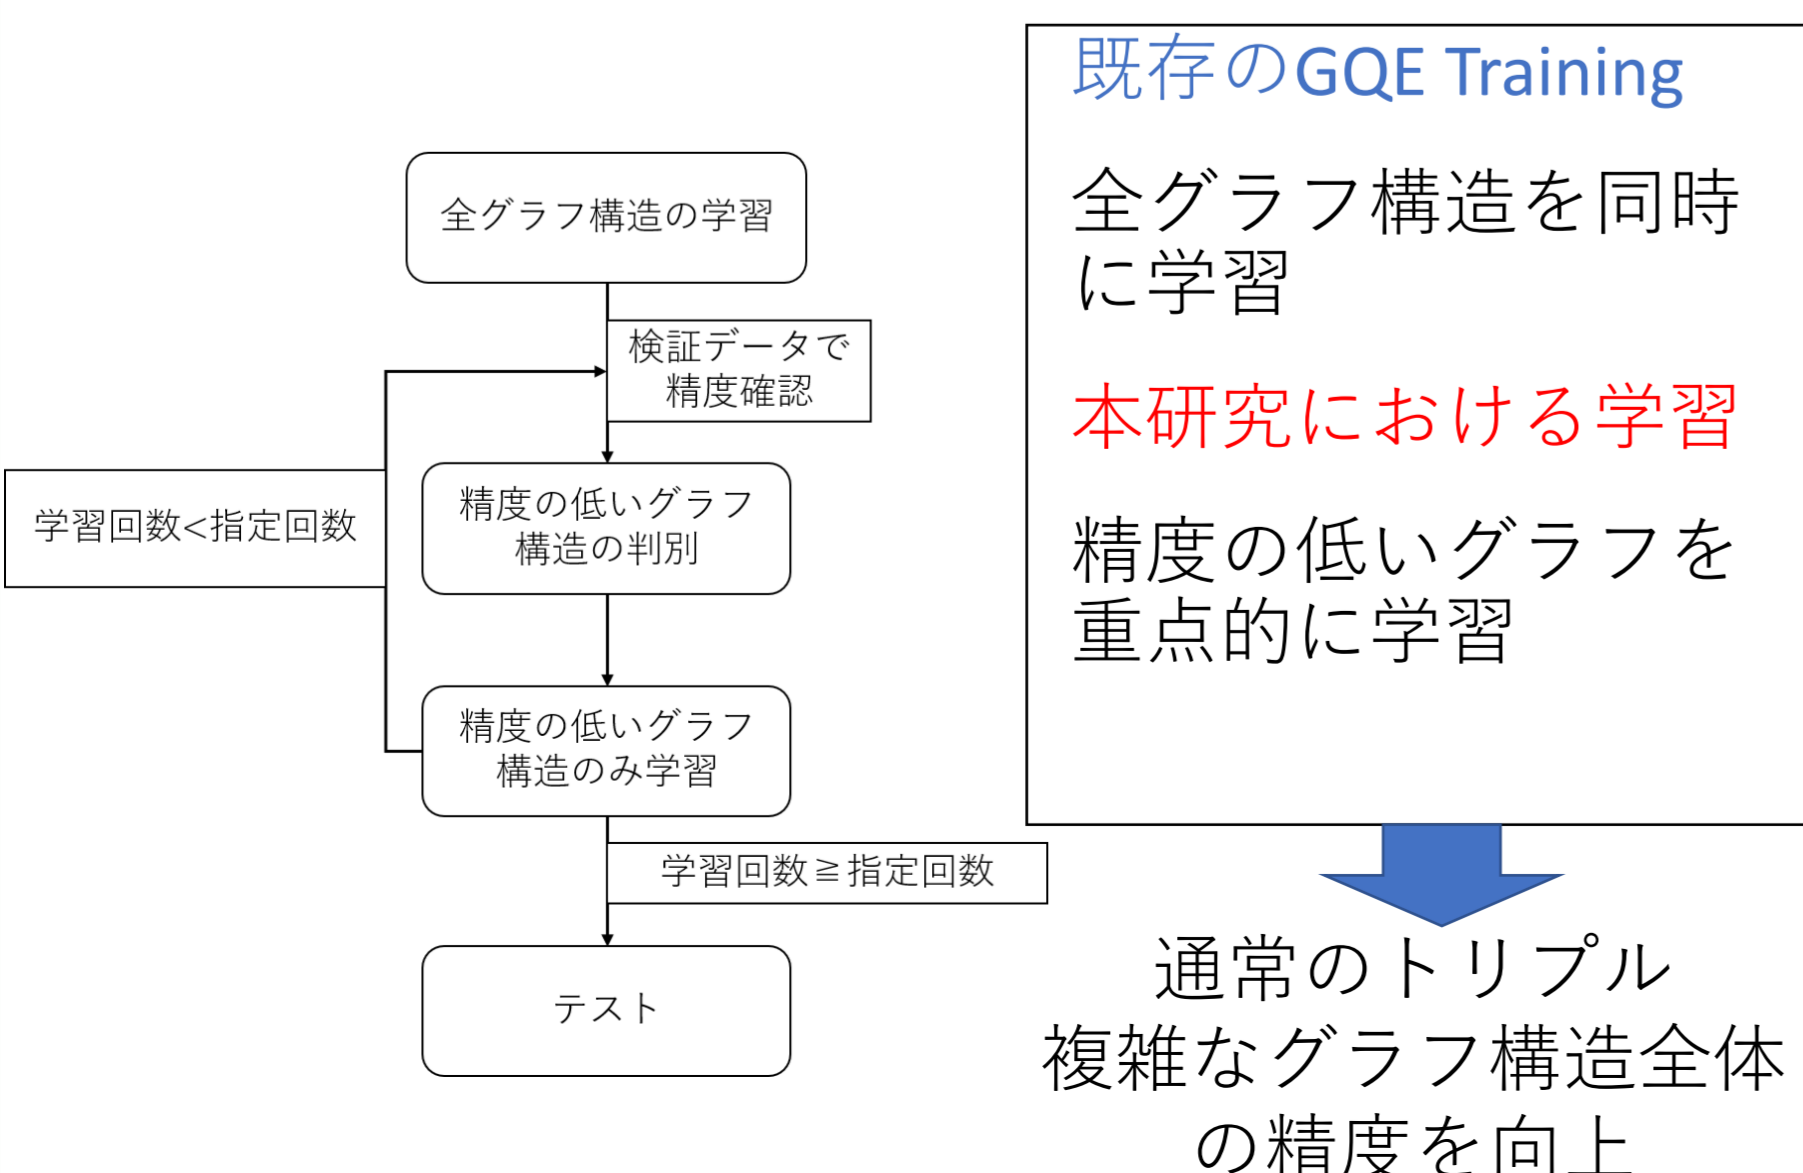 全グラフ構造の学習
検証データで
精度確認
学習回数<指定回数
精度の低いグラフ
構造の判別
精度の低いグラフ
構造のみ学習
学習回数≧指定回数
テスト
既存のGQE Training
全グラフ構造を同時
に学習
本研究における学習
精度の低いグラフを
重点的に学習
通常のトリプル
複雑なグラフ構造全体
の精度を向上